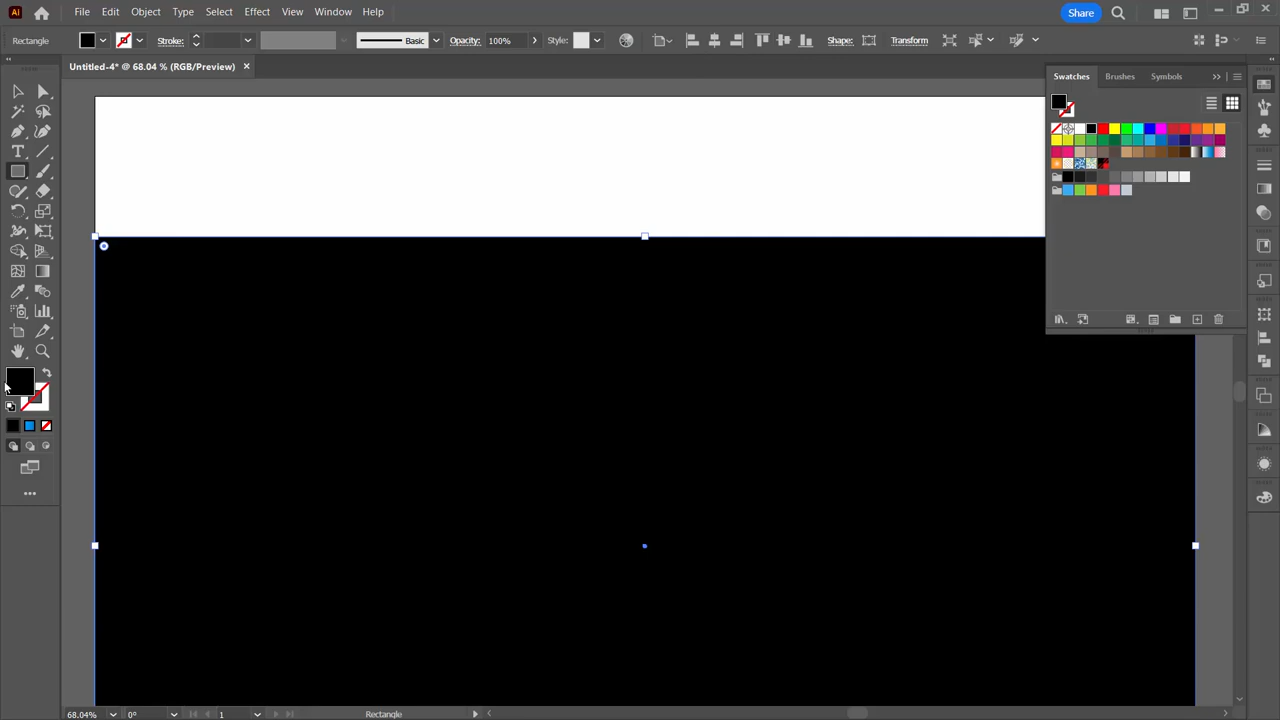 Ai File Edit Object Type Select Effect View Window Help Share
Rectangle Stroke: Basic Opacity: 100% Style: Shape: Transform
Untitled-4* @ 68.04 % (RGB/Preview)
Swatches Brushes Symbols
T
68.04% 0° 1 Rectangle